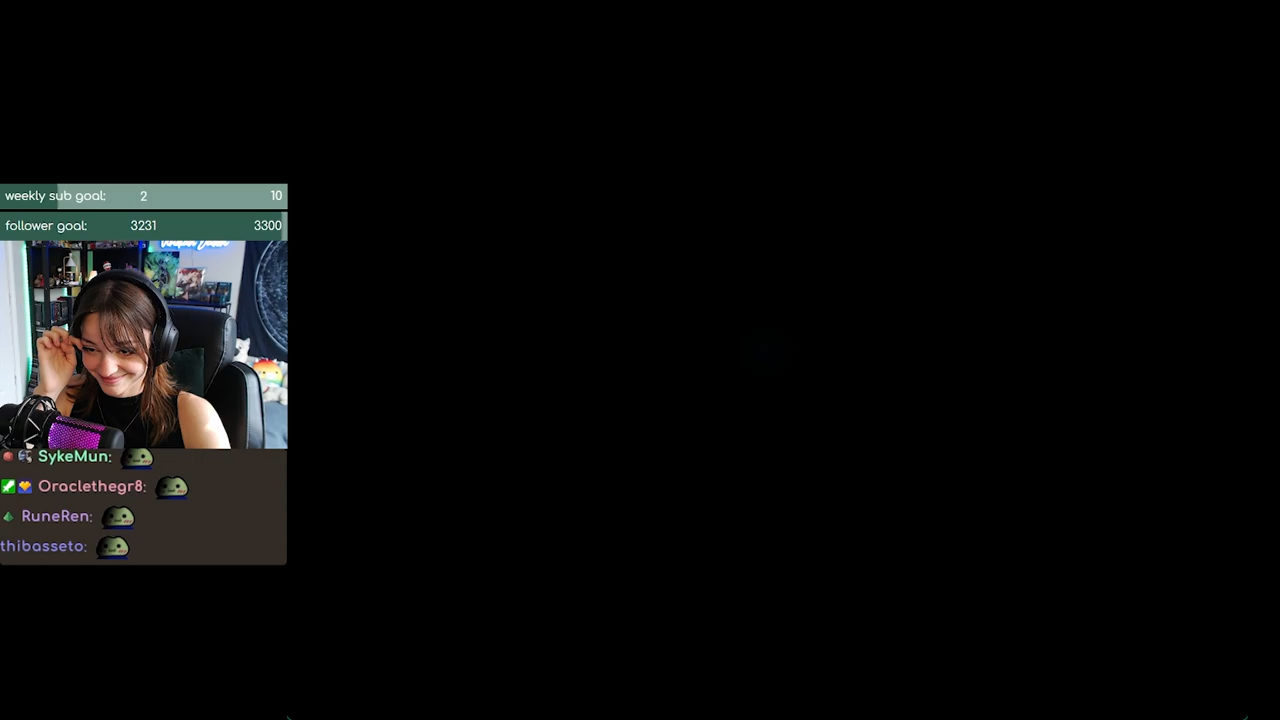 weekly sub goal: 2 10
follower goal: 3231 3300
SykeMun:
Oraclethegr8:
RuneRen:
thibasseto: